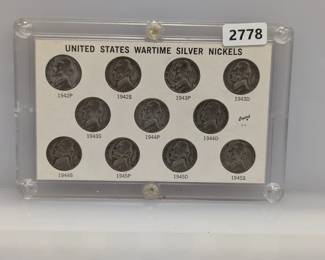 2778
UNITED STATES WARTIME SILVER NICKELS
1942P 1942S 1943P 1943D
1943S 1944P 1944D
1944S 1945P 1945D 1945S